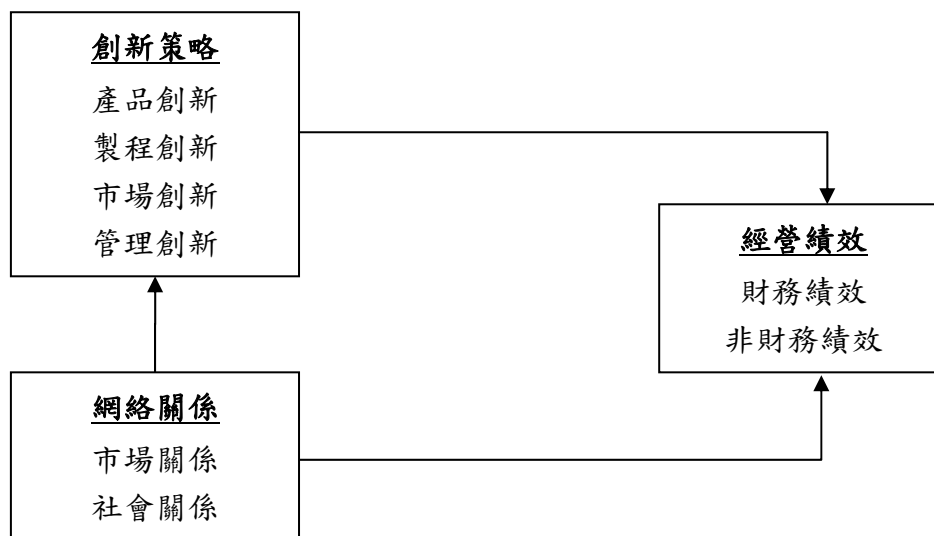 創新策略
產品創新
製程創新
市場創新
管理創新
經營績效
財務績效
非財務績效
網絡關係
市場關係
社會關係